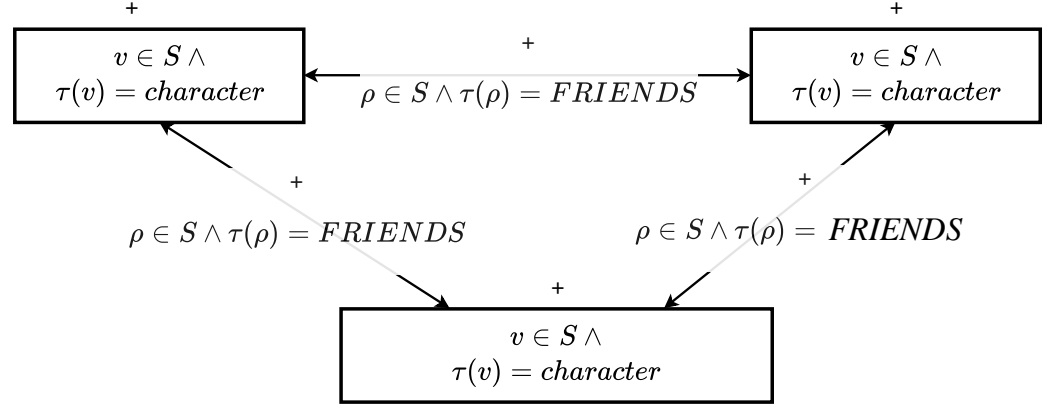 +
+
v ∈ S ∧
τ(v) = character
+
ρ ∈ S ∧ τ(ρ) = FRIENDS
v ∈ S ∧
τ(v) = character
+
ρ ∈ S ∧ τ(ρ) = FRIENDS
+
ρ ∈ S ∧ τ(ρ) = FRIENDS
+
v ∈ S ∧
τ(v) = character